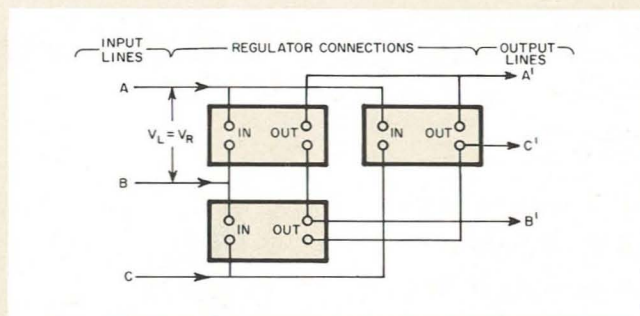 INPUT
LINES
REGULATOR CONNECTIONS
OUTPUT
LINES
A
A'
IN OUT
IN OUT
V_L = V_R
C'
B
B'
IN OUT
C